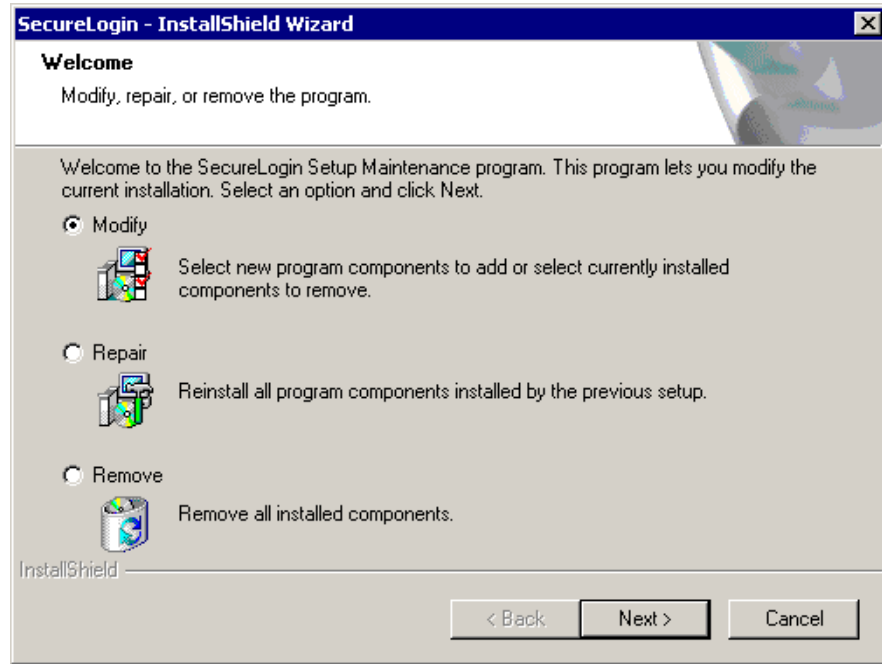 SecureLogin - InstallShield Wizard
Welcome
Modify, repair, or remove the program.
Welcome to the SecureLogin Setup Maintenance program. This program lets you modify the
current installation. Select an option and click Next.
Modify
Select new program components to add or select currently installed
components to remove.
Repair
Reinstall all program components installed by the previous setup.
Remove
Remove all installed components.
InstallShield
< Back
Next >
Cancel